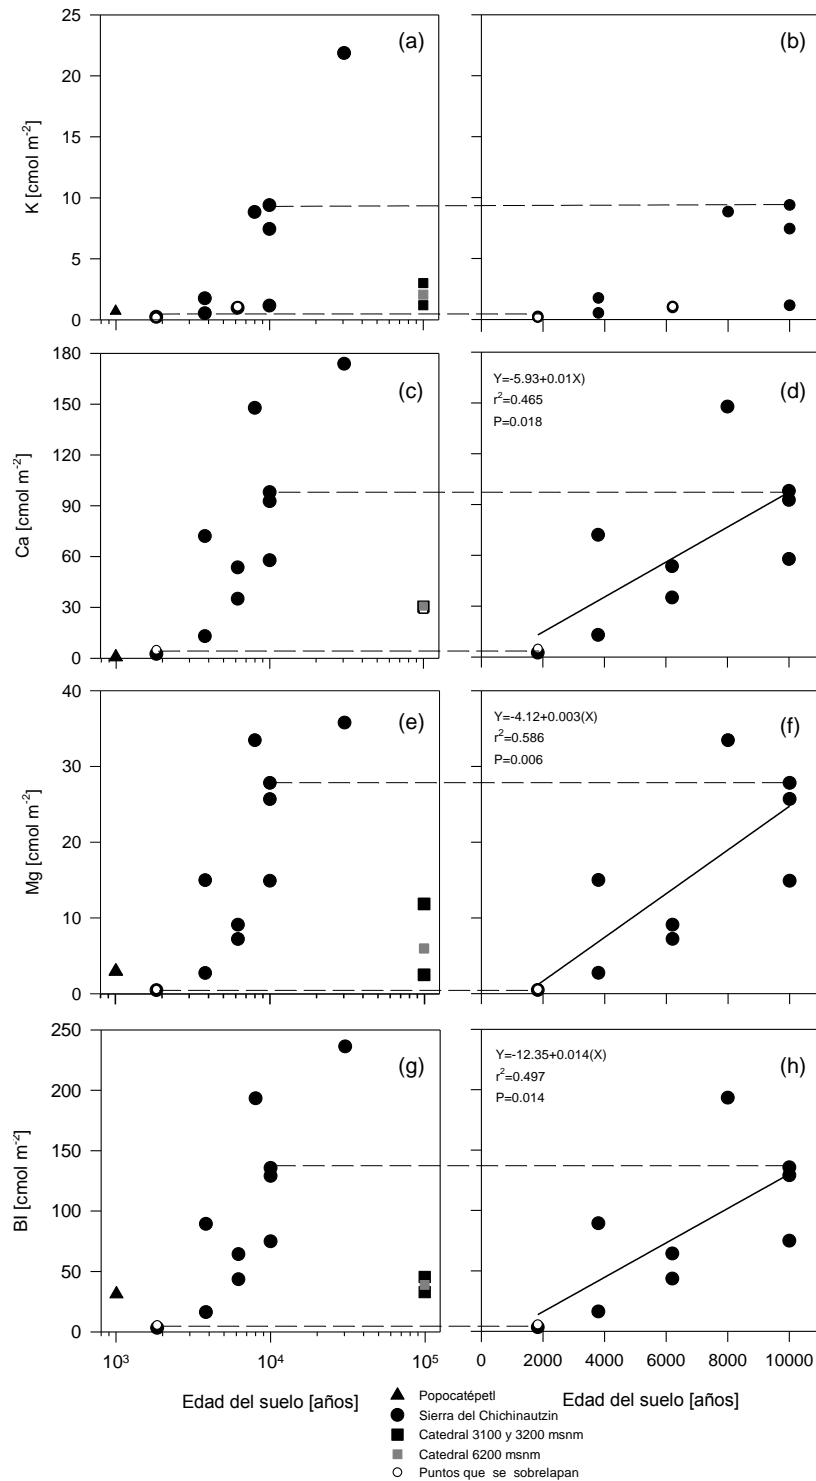 25
20
15
10
5
0
K [cmol m-2]
(a)
(b)
180
150
120
90
60
30
0
Ca [cmol m-2]
(c)
Y=-5.93+0.01X)
r2=0.465
P=0.018
(d)
40
30
20
10
0
Mg [cmol m-2]
(e)
Y=-4.12+0.003(X)
r2=0.586
P=0.006
(f)
250
200
150
100
50
0
BI [cmol m-2]
(g)
Y=-12.35+0.014(X)
r2=0.497
P=0.014
(h)
103 104 105
0 2000 4000 6000 8000 10000
Edad del suelo [años]
Edad del suelo [años]
Popocatépetl
Sierra del Chichinautzin
Catedral 3100 y 3200 msnm
Catedral 6200 msnm
Puntos que se sobrelapan